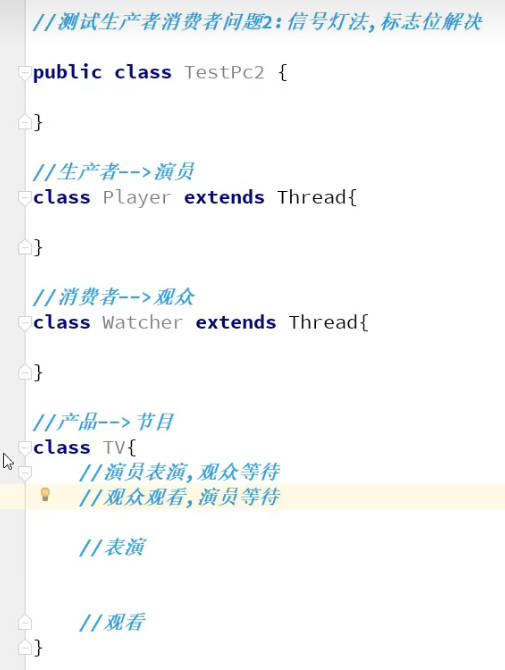 //测试生产者消费者问题2:信号灯法,标志位解决
public class TestPc2 {
}
//生产者-->演员
class Player extends Thread{
}
//消费者-->观众
class Watcher extends Thread{
}
//产品-->节目
class TV{
//演员表演,观众等待
//观众观看,演员等待
//表演
//观看
}